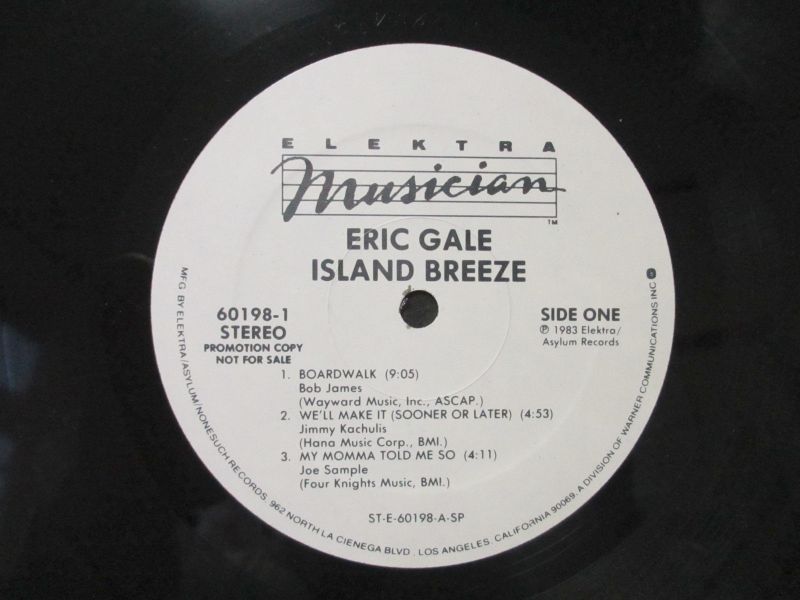 ELEKTRA
Musician
TM
ERIC GALE
ISLAND BREEZE
60198-1
STEREO
PROMOTION COPY
NOT FOR SALE
SIDE ONE
℗ 1983 Elektra/
Asylum Records
1. BOARDWALK (9:05)
Bob James
(Wayward Music, Inc., ASCAP.)
2. WE'LL MAKE IT (SOONER OR LATER) (4:53)
Jimmy Kachulis
(Hana Music Corp., BMI.)
3. MY MOMMA TOLD ME SO (4:11)
Joe Sample
(Four Knights Music, BMI.)
ST-E-60198-A-SP
MFG. BY ELEKTRA/ASYLUM/NONESUCH RECORDS, 962 NORTH LA CIENEGA BLVD., LOS ANGELES, CALIFORNIA 90069. A DIVISION OF WARNER COMMUNICATIONS INC.